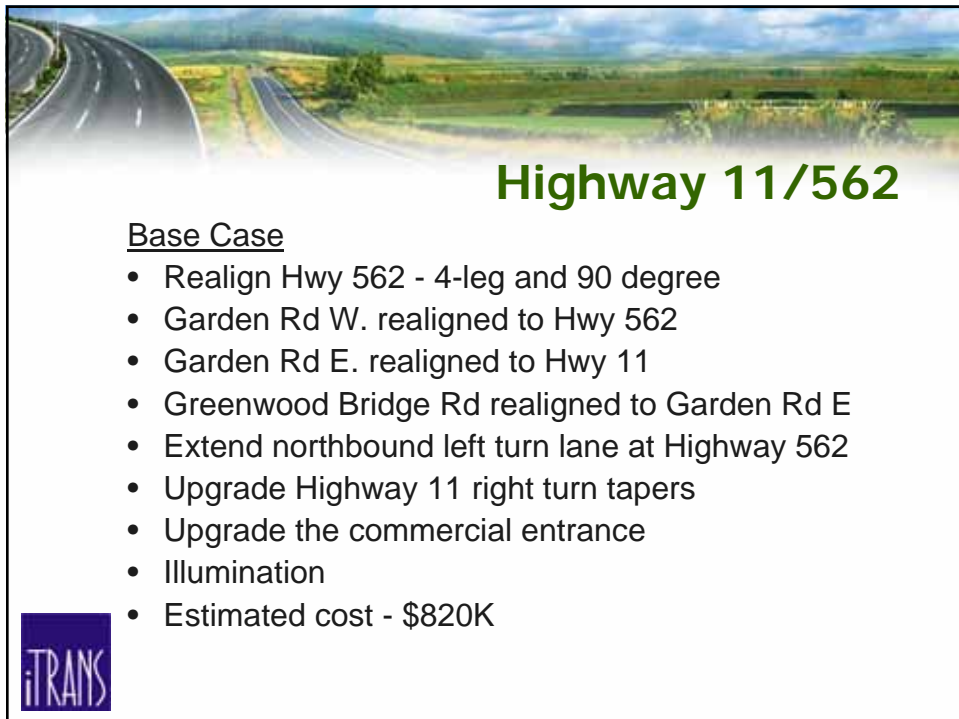 Highway 11/562
Base Case
• Realign Hwy 562 - 4-leg and 90 degree
• Garden Rd W. realigned to Hwy 562
• Garden Rd E. realigned to Hwy 11
• Greenwood Bridge Rd realigned to Garden Rd E
• Extend northbound left turn lane at Highway 562
• Upgrade Highway 11 right turn tapers
• Upgrade the commercial entrance
• Illumination
• Estimated cost - $820K
iTRANS